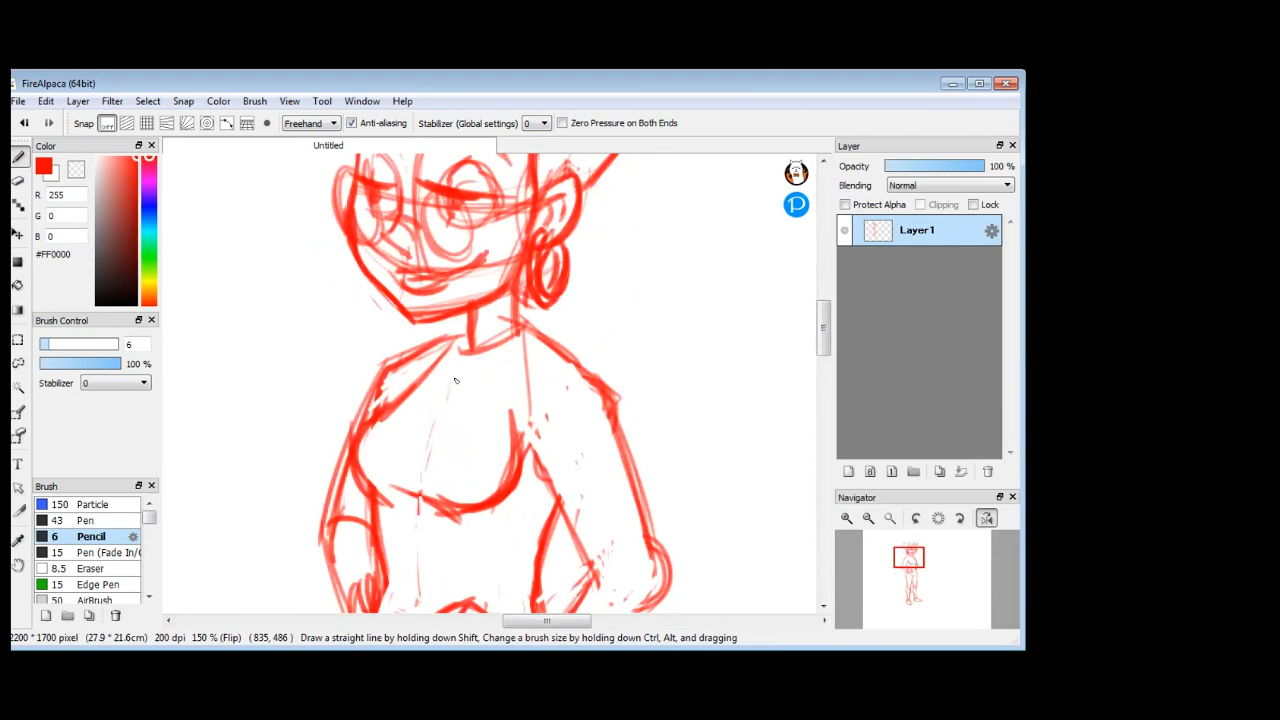 FireAlpaca (64bit)
File Edit Layer Filter Select Snap Color Brush View Tool Window Help
Snap off Freehand Anti-aliasing Stabilizer (Global settings) 0 Zero Pressure on Both Ends
Color
Untitled
Layer
R 255
G 0
B 0
#FF0000
Opacity 100 %
Blending Normal
Protect Alpha Clipping Lock
Layer1
Brush Control
6
100 %
Stabilizer 0
Brush
150 Particle
43 Pen
6 Pencil
15 Pen (Fade In/O
8.5 Eraser
15 Edge Pen
50 AirBrush
8 1
Navigator
T
2200 * 1700 pixel (27.9 * 21.6cm) 200 dpi 150 % (Flip) ( 835, 486 ) Draw a straight line by holding down Shift, Change a brush size by holding down Ctrl, Alt, and dragging